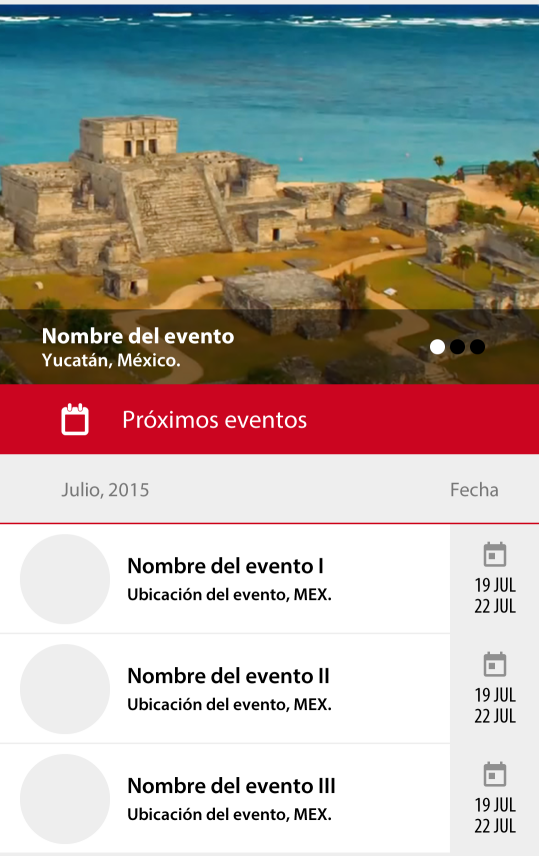 Nombre del evento
Yucatán, México.
Próximos eventos
Julio, 2015 Fecha
Nombre del evento I
Ubicación del evento, MEX.
19 JUL
22 JUL
Nombre del evento II
Ubicación del evento, MEX.
19 JUL
22 JUL
Nombre del evento III
Ubicación del evento, MEX.
19 JUL
22 JUL